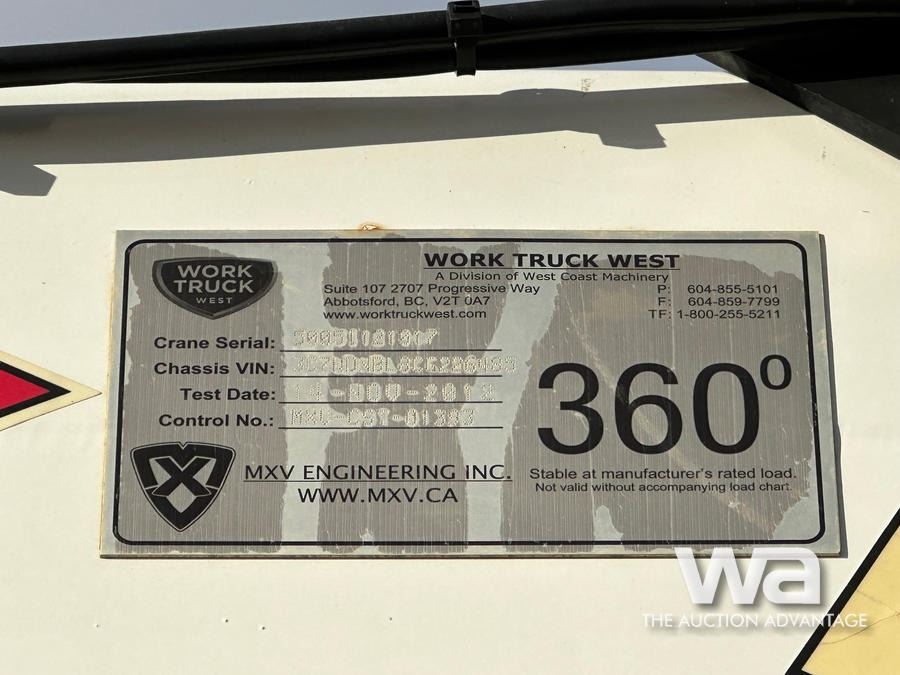 WORK TRUCK WEST
A Division of West Coast Machinery
Suite 107 2707 Progressive Way
Abbotsford, BC, V2T 0A7
www.worktruckwest.com
P: 604-855-5101
F: 604-859-7799
TF: 1-800-255-5211
WORK
TRUCK
WEST
Crane Serial:
Chassis VIN:
Test Date: 14-NOV-2012
Control No.:
360°
MXV ENGINEERING INC.
WWW.MXV.CA
Stable at manufacturer's rated load.
Not valid without accompanying load chart.
wa
THE AUCTION ADVANTAGE